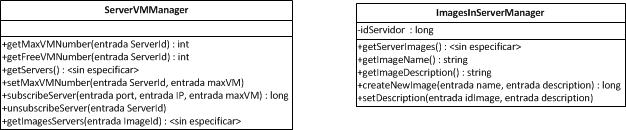 ServerVMManager
+getMaxVMNumber(entrada ServerId) : int
+getFreeVMNumber(entrada ServerId) : int
+getServers() : <sin especificar>
+setMaxVMNumber(entrada ServerId, entrada maxVM)
+subscribeServer(entrada port, entrada IP, entrada maxVM) : long
+unsubscribeServer(entrada ServerId)
+getImagesServers(entrada ImageId) : <sin especificar>
ImagesInServerManager
-idServidor : long
+getServerImages() : <sin especificar>
+getImageName() : string
+getImageDescription() : string
+createNewImage(entrada name, entrada description) : long
+setDescription(entrada idImage, entrada description)